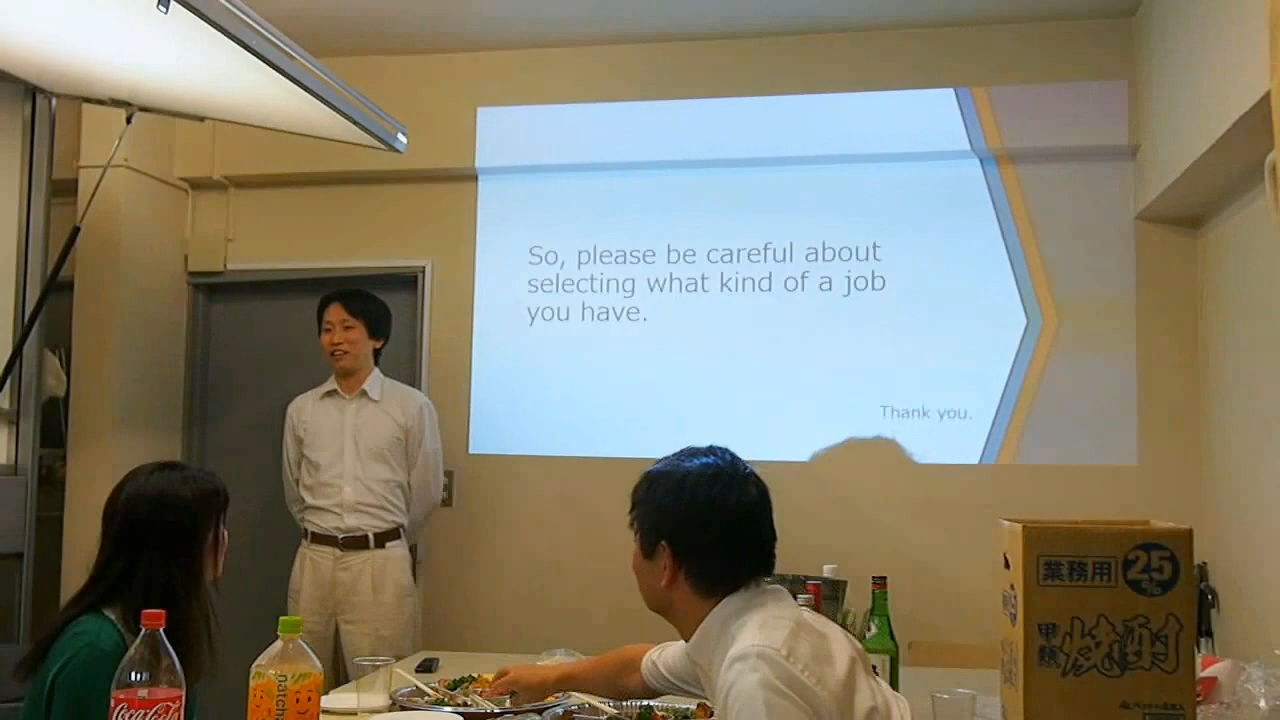 So, please be careful about
selecting what kind of a job
you have.
Thank you.
業務用
25%
甲類
焼酎
Coca-Cola
nacha